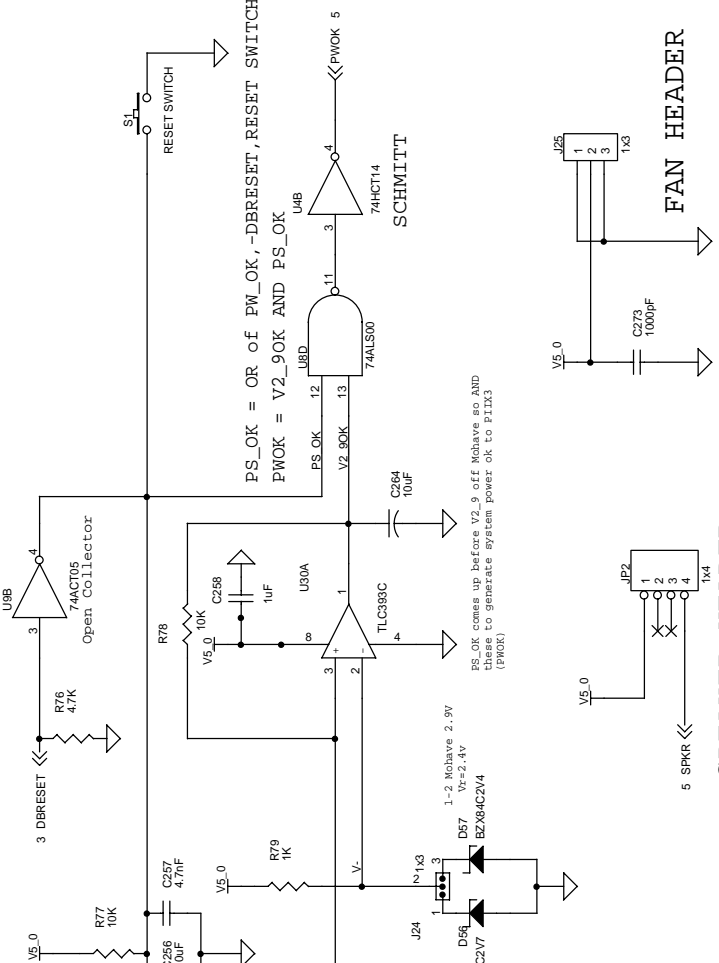 S1
RESET SWITCH
U9B
3
4
74ACT05
Open Collector
R76
4.7K
3 DBRESET
PS_OK = OR of PW_OK,-DBRESET,RESET SWITCH
PWOK = V2_9OK AND PS_OK
PWOK 5
U4B
3
4
74HCT14
SCHMITT
U8D
12
13
11
74ALS00
PS_OK
V2_9OK
C264
10uF
R78
10K
C258
1uF
V5_0
U30A
8
3
+
2
-
1
4
TLC393C
PS_OK comes up before V2_9 off Mohave so AND
these to generate system power ok to PIIX3
(PWOK)
V5_0
R77
10K
C257
4.7nF
C256
0uF
V5_0
R79
1K
V-
1-2 Mohave 2.9V
Vr=2.4v
J24
1
2
3
1x3
D57
BZX84C2V4
D56
C2V7
J25
1
2
3
1x3
FAN HEADER
V5_0
C273
1000pF
JP2
1
2
3
4
1x4
V5_0
5 SPKR